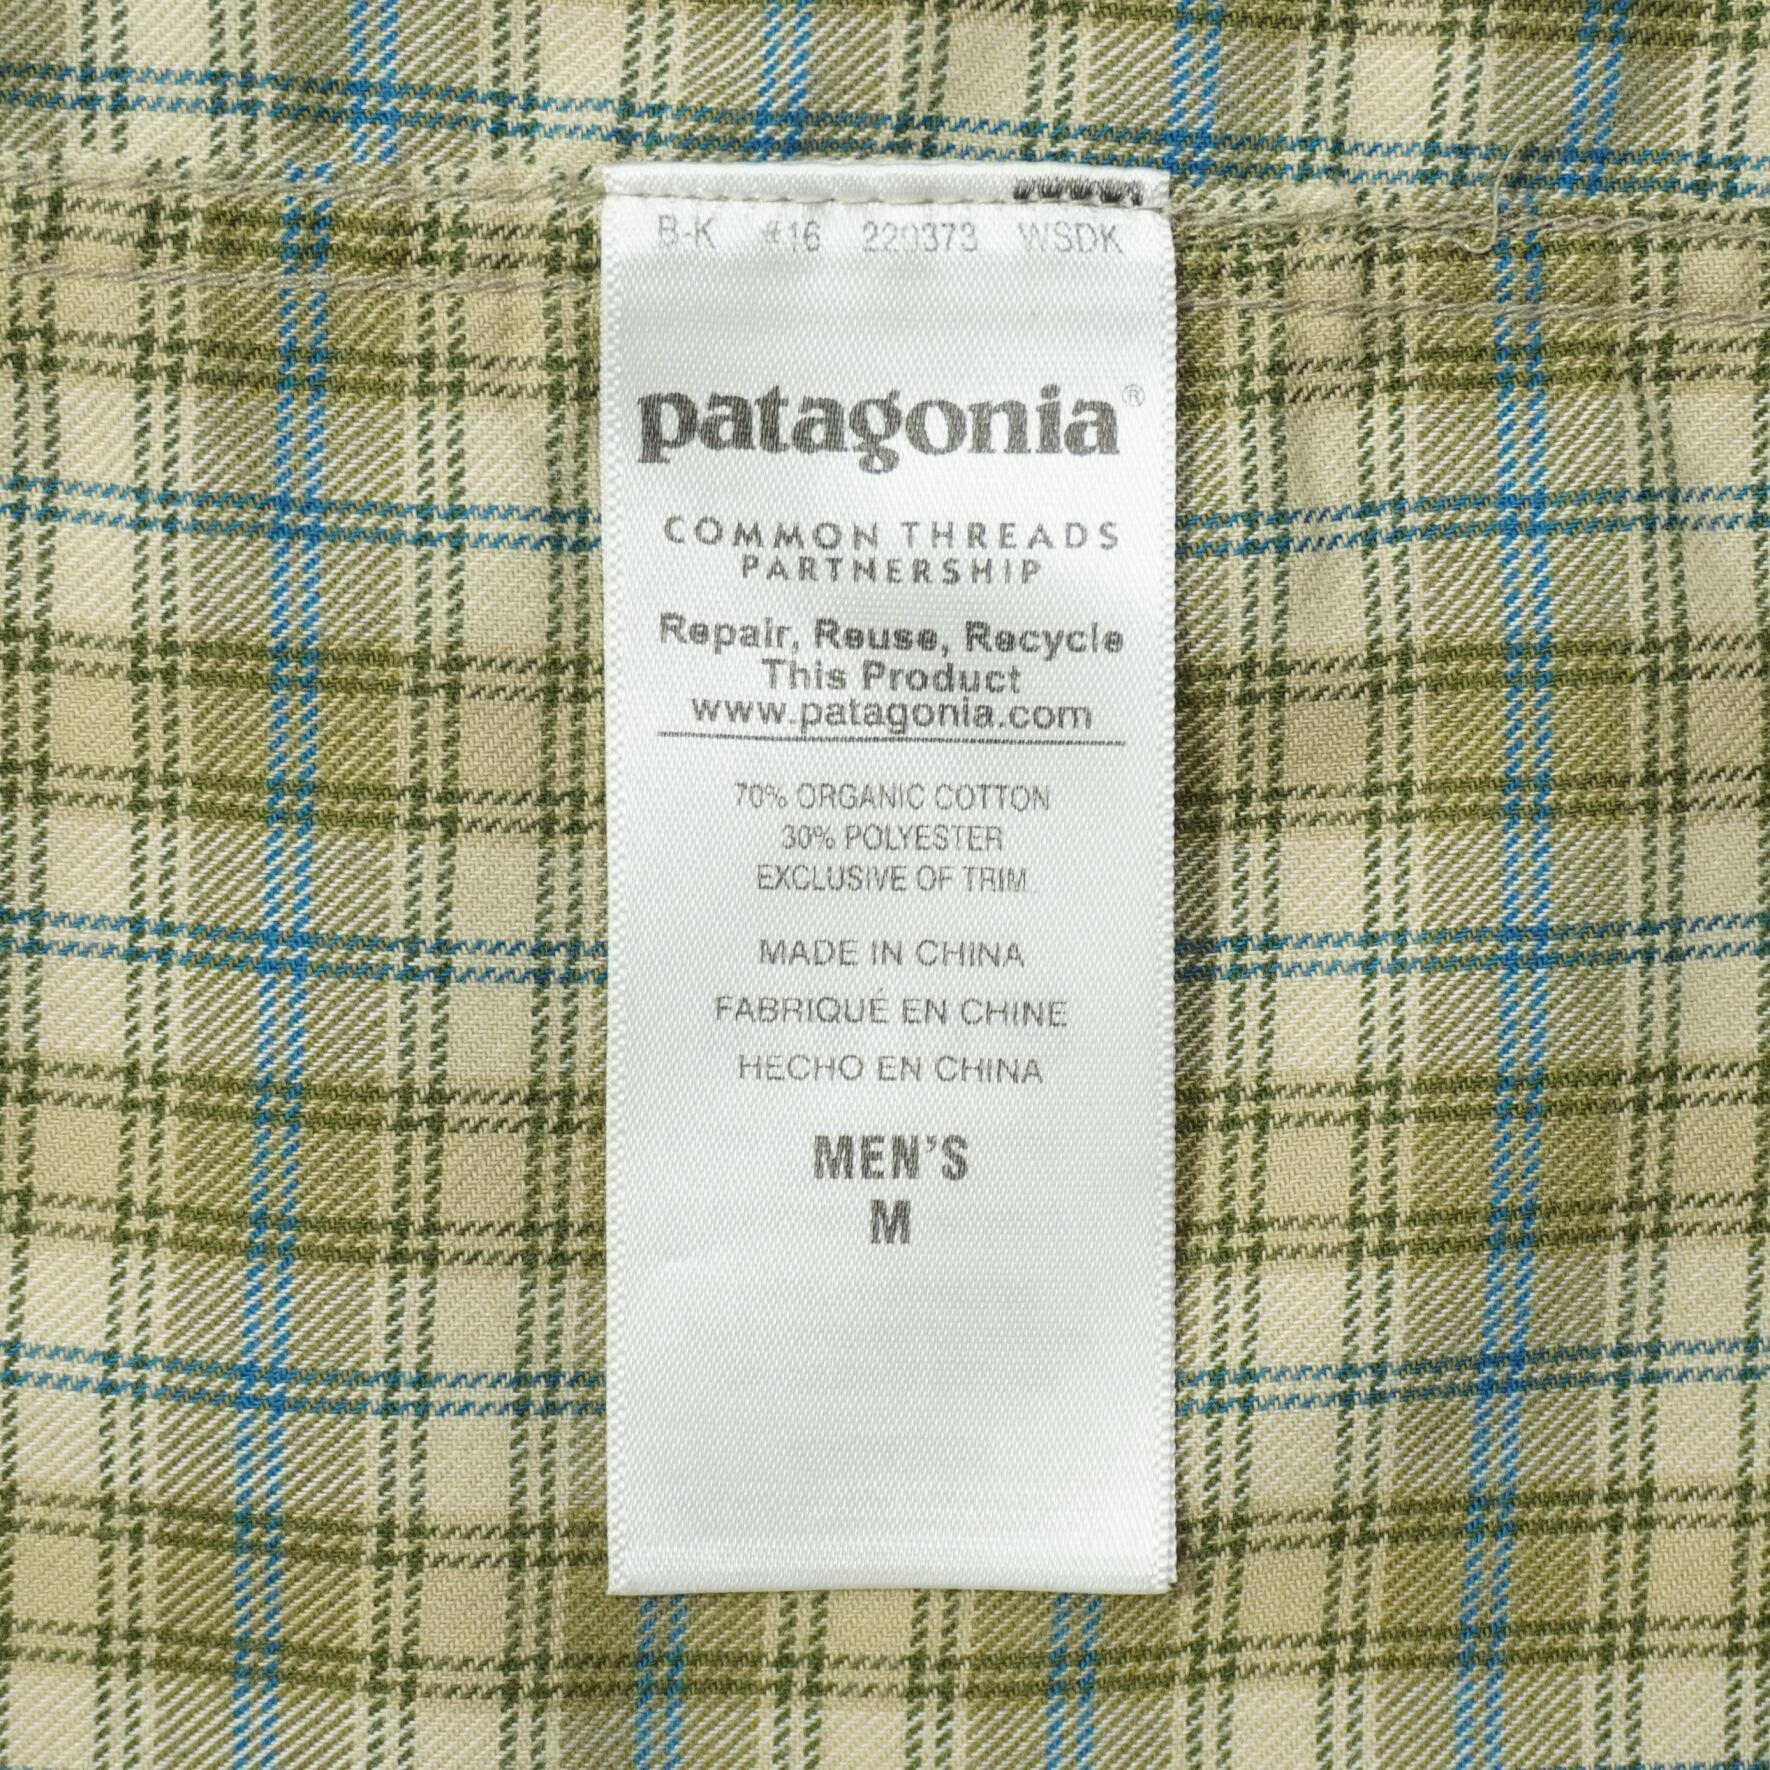 B-K #16 220373 WSDK
patagonia®
COMMON THREADS
PARTNERSHIP
Repair, Reuse, Recycle
This Product
www.patagonia.com
70% ORGANIC COTTON
30% POLYESTER
EXCLUSIVE OF TRIM
MADE IN CHINA
FABRIQUÉ EN CHINE
HECHO EN CHINA
MEN'S
M